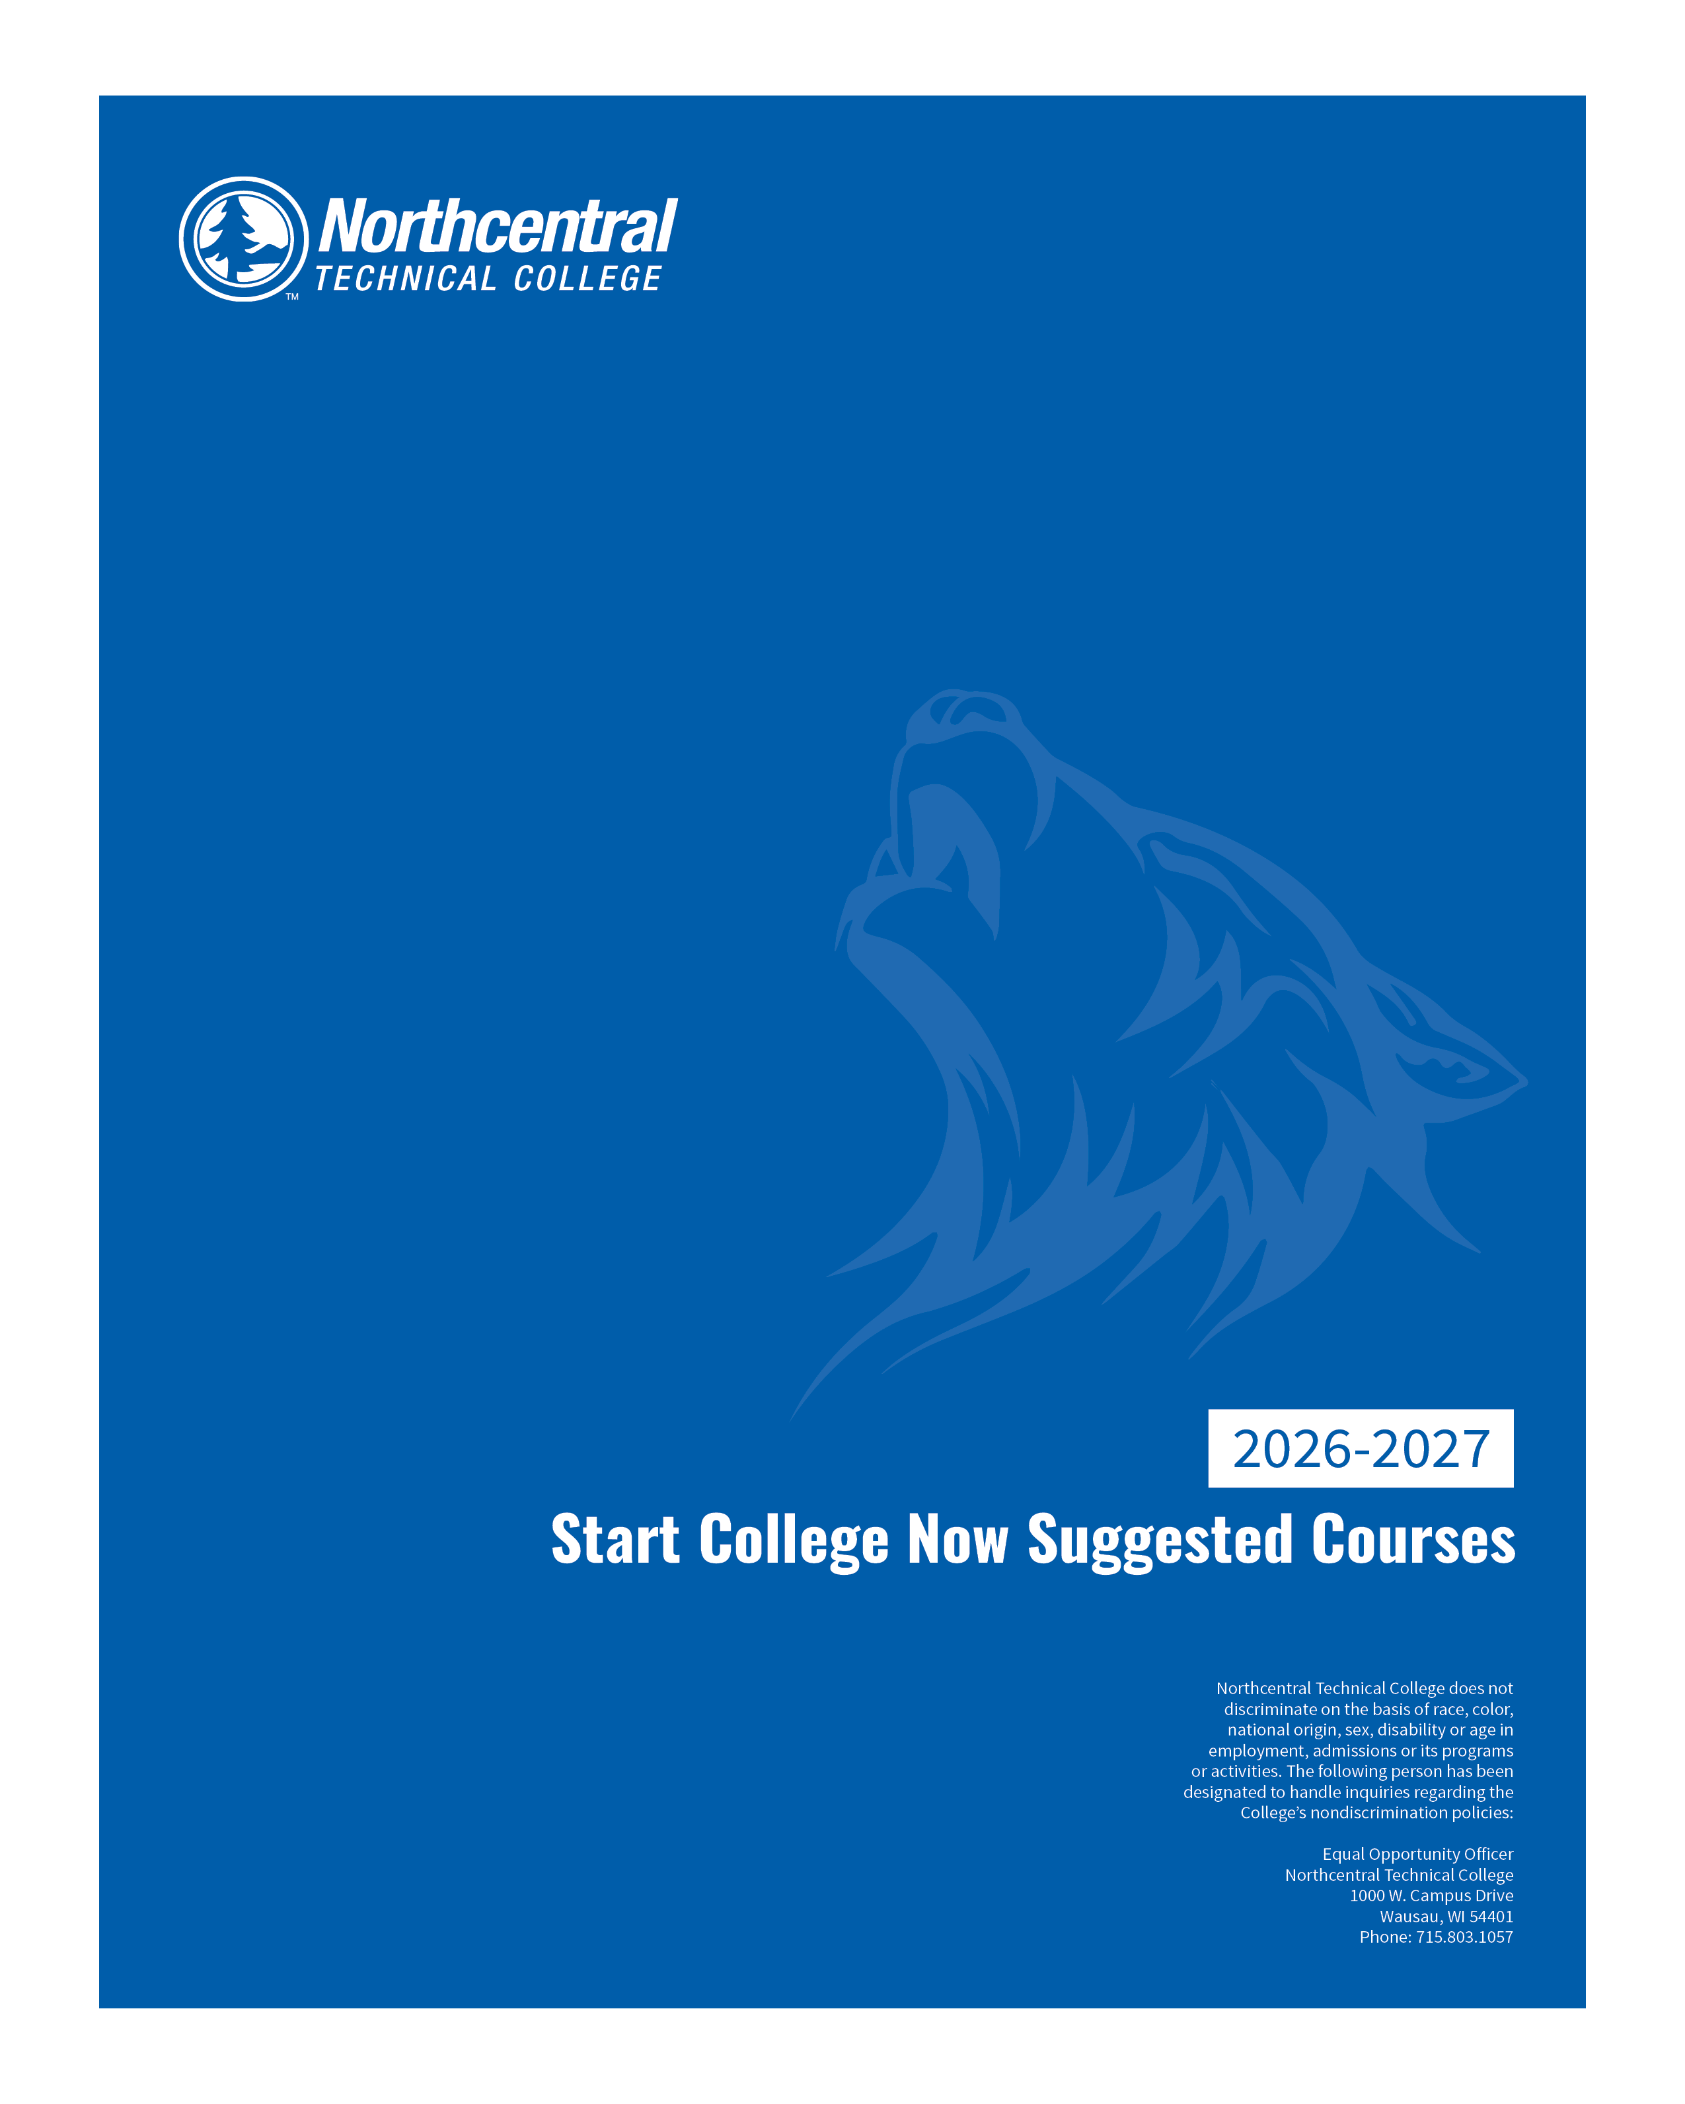 Northcentral
TECHNICAL COLLEGE
TM
2026-2027
Start College Now Suggested Courses
Northcentral Technical College does not
discriminate on the basis of race, color,
national origin, sex, disability or age in
employment, admissions or its programs
or activities. The following person has been
designated to handle inquiries regarding the
College’s nondiscrimination policies:
Equal Opportunity Officer
Northcentral Technical College
1000 W. Campus Drive
Wausau, WI 54401
Phone: 715.803.1057